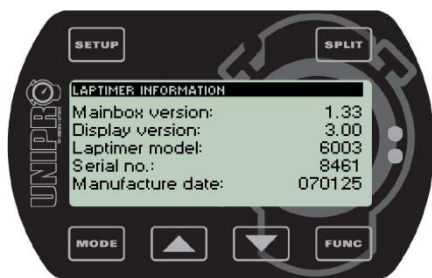 SETUP
SPLIT
UNIPRO
LAPTIMER INFORMATION
Mainbox version: 1.33
Display version: 3.00
Laptimer model: 6003
Serial no.: 8461
Manufacture date: 070125
MODE
FUNC